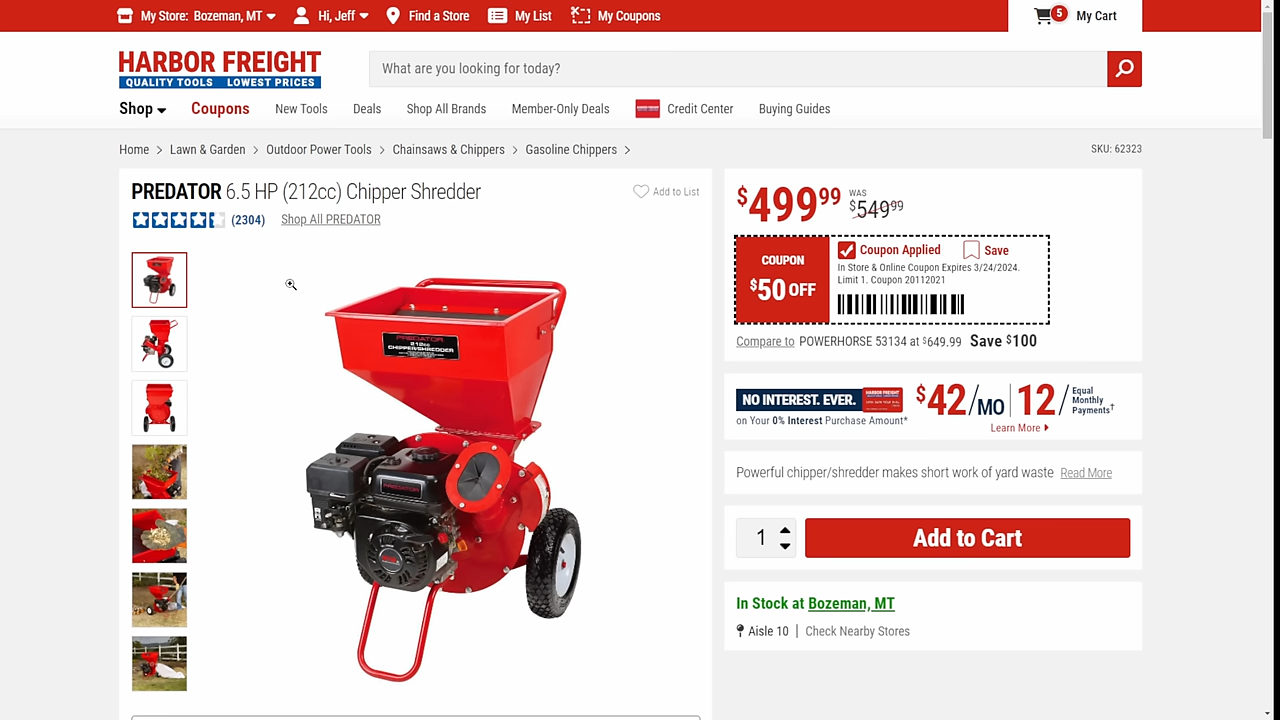 My Store: Bozeman, MT
Hi, Jeff
Find a Store
My List
My Coupons
5
My Cart
HARBOR FREIGHT
QUALITY TOOLS LOWEST PRICES
What are you looking for today?
Shop
Coupons
New Tools
Deals
Shop All Brands
Member-Only Deals
Credit Center
Buying Guides
Home > Lawn & Garden > Outdoor Power Tools > Chainsaws & Chippers > Gasoline Chippers >
SKU: 62323
PREDATOR 6.5 HP (212cc) Chipper Shredder
Add to List
(2304)
Shop All PREDATOR
PREDATOR
212cc
CHIPPER/SHREDDER
PREDATOR
$499 99
WAS
$549 99
COUPON
$50 OFF
Coupon Applied
Save
In Store & Online Coupon Expires 3/24/2024.
Limit 1. Coupon 20112021
Compare to POWERHORSE 53134 at $649.99 Save $100
NO INTEREST. EVER.
HARBOR FREIGHT
on Your 0% Interest Purchase Amount*
$42/MO
12/
Equal
Monthly
Payments†
Learn More
Powerful chipper/shredder makes short work of yard waste Read More
1
Add to Cart
In Stock at Bozeman, MT
Aisle 10 | Check Nearby Stores